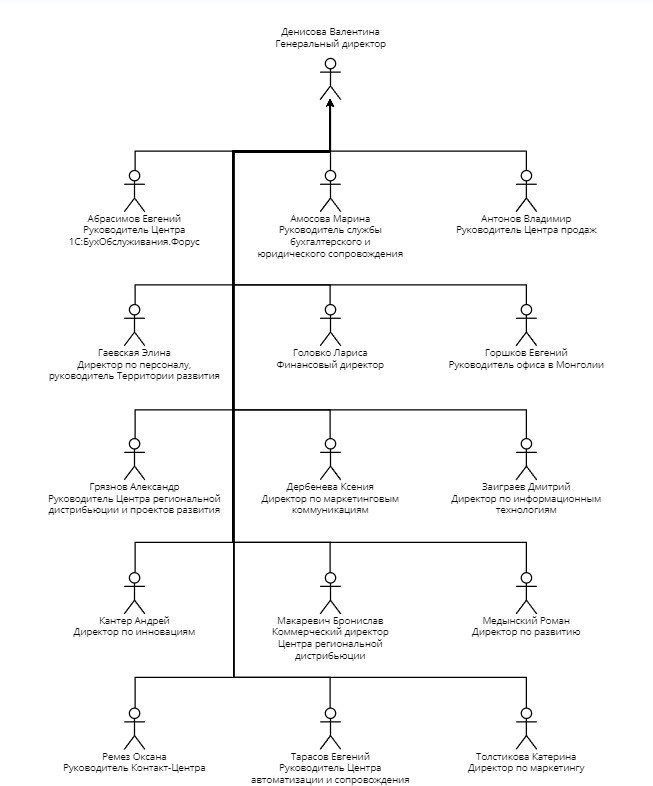 Денисова Валентина
Генеральный директор
Абрасимов Евгений
Руководитель Центра
1С:БухОбслуживания.Форус
Амосова Марина
Руководитель службы
бухгалтерского и
юридического сопровождения
Антонов Владимир
Руководитель Центра продаж
Гаевская Элина
Директор по персоналу,
руководитель Территории развития
Головко Лариса
Финансовый директор
Горшков Евгений
Руководитель офиса в Монголии
Грязнов Александр
Руководитель Центра региональной
дистрибьюции и проектов развития
Дербенева Ксения
Директор по маркетинговым
коммуникациям
Заиграев Дмитрий
Директор по информационным
технологиям
Кантер Андрей
Директор по инновациям
Макаревич Бронислав
Коммерческий директор
Центра региональной
дистрибьюции
Медынский Роман
Директор по развитию
Ремез Оксана
Руководитель Контакт-Центра
Тарасов Евгений
Руководитель Центра
автоматизации и сопровождения
Толстикова Катерина
Директор по маркетингу